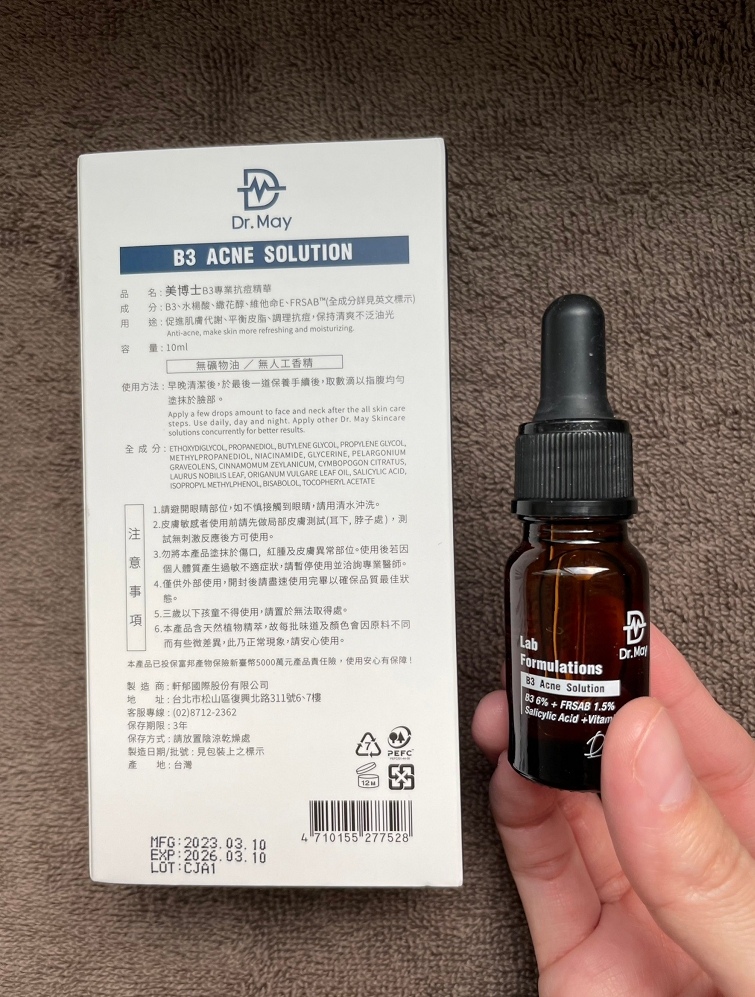 Dr. May
B3 ACNE SOLUTION
品 名：美博士B3專業抗痘精華
成 分：B3、水楊酸、纖花醇、維他命E、FRSAB™(全成分詳見英文標示)
用 途：促進肌膚代謝、平衡皮脂、調理抗痘，保持清爽不泛油光
Anti-acne, make skin more refreshing and moisturizing.
容 量：10ml
無礦物油 ／ 無人工香精
使用方法：早晚清潔後，於最後一道保養手續後，取數滴以指腹均勻
塗抹於臉部。
Apply a few drops amount to face and neck after the all skin care
steps. Use daily, day and night. Apply other Dr. May Skincare
solutions concurrently for better results.
全 成 分：ETHOXYDIGLYCOL, PROPANEDIOL, BUTYLENE GLYCOL, PROPYLENE GLYCOL,
METHYLPROPANEDIOL, NIACINAMIDE, GLYCERINE, PELARGONIUM
GRAVEOLENS, CINNAMOMUM ZEYLANICUM, CYMBOPOGON CITRATUS,
LAURUS NOBILIS LEAF, ORIGANUM VULGARE LEAF OIL, SALICYLIC ACID,
ISOPROPYL METHYLPHENOL, BISABOLOL, TOCOPHERYL ACETATE
注意事項
1.請避開眼睛部位，如不慎接觸到眼睛，請用清水沖洗。
2.皮膚敏感者使用前請先做局部皮膚測試(耳下, 脖子處)，測
試無刺激反應後方可使用。
3.勿將本產品塗抹於傷口, 紅腫及皮膚異常部位。使用後若因
個人體質產生過敏不適症狀，請暫停使用並洽詢專業醫師。
4.僅供外部使用，開封後請盡速使用完畢以確保品質最佳狀
態。
5.三歲以下孩童不得使用，請置於無法取得處。
6.本產品含天然植物精萃，故每批味道及顏色會因原料不同
而有些微差異，此乃正常現象，請安心使用。
本產品已投保富邦產物保險新臺幣5000萬元產品責任險，使用安心有保障！
製 造 商：軒郁國際股份有限公司
地 址：台北市松山區復興北路311號6、7樓
客服專線：(02)8712-2362
保存期限：3年
保存方式：請放置陰涼乾燥處
製造日期/批號：見包裝上之標示
產 地：台灣
7
PEFC
12M
4 710155 277528
MFG:2023.03.10
EXP:2026.03.10
LOT:CJA1
Dr. May
Lab
Formulations
B3 Acne Solution
B3 6% + FRSAB 1.5%
Salicylic Acid +Vitam